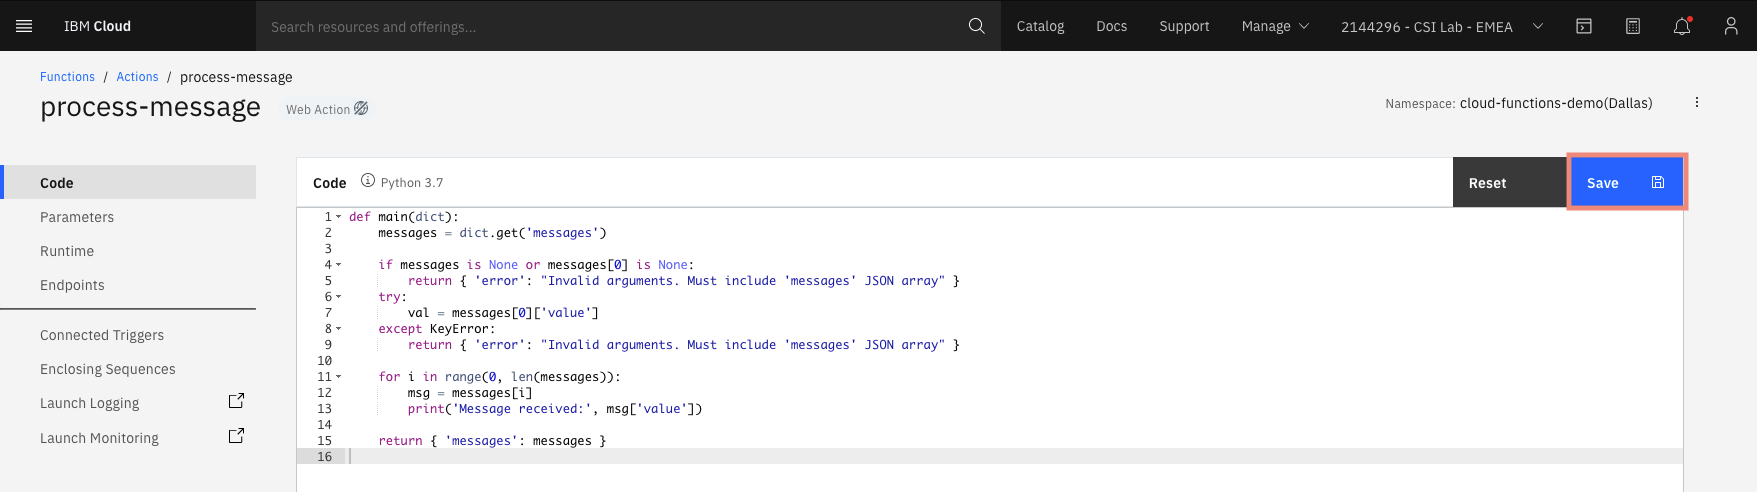 IBM Cloud
Search resources and offerings...
Catalog
Docs
Support
Manage
2144296 - CSI Lab - EMEA
Functions / Actions / process-message
process-message
Web Action
Namespace: cloud-functions-demo(Dallas)
Code
Parameters
Runtime
Endpoints
Connected Triggers
Enclosing Sequences
Launch Logging
Launch Monitoring
Code Python 3.7
Reset
Save
1 def main(dict):
2     messages = dict.get('messages')
3
4     if messages is None or messages[0] is None:
5         return { 'error': "Invalid arguments. Must include 'messages' JSON array" }
6     try:
7         val = messages[0]['value']
8     except KeyError:
9         return { 'error': "Invalid arguments. Must include 'messages' JSON array" }
10
11     for i in range(0, len(messages)):
12         msg = messages[i]
13         print('Message received:', msg['value'])
14
15     return { 'messages': messages }
16